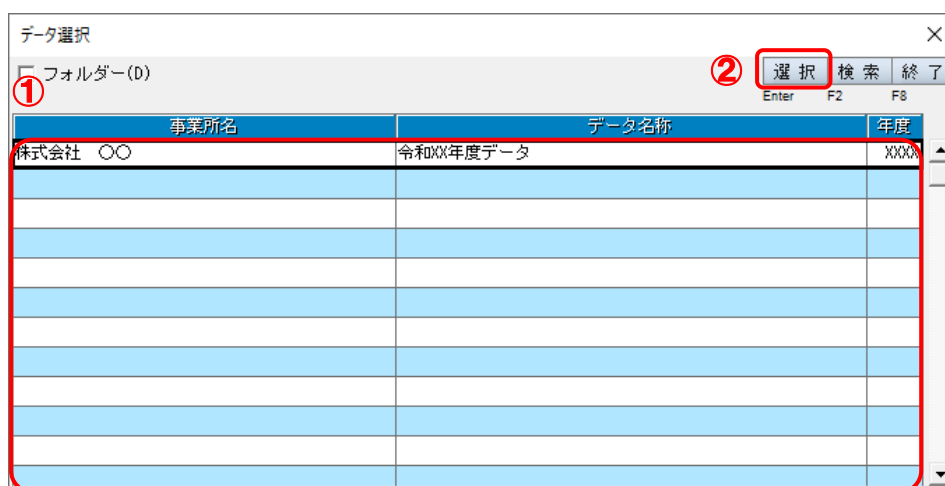 データ選択
フォルダー(D)
①
② 選択 検索 終了
Enter F2 F8
事業所名 データ名称 年度
株式会社 〇〇 令和XX年度データ XXXX